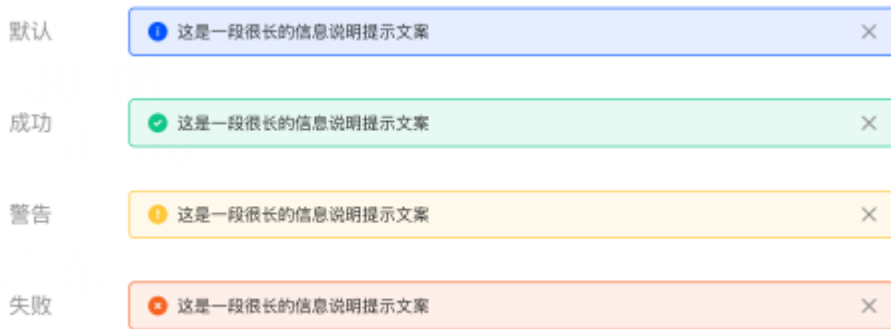 默认
这是一段很长的信息说明提示文案
成功
这是一段很长的信息说明提示文案
警告
这是一段很长的信息说明提示文案
失败
这是一段很长的信息说明提示文案